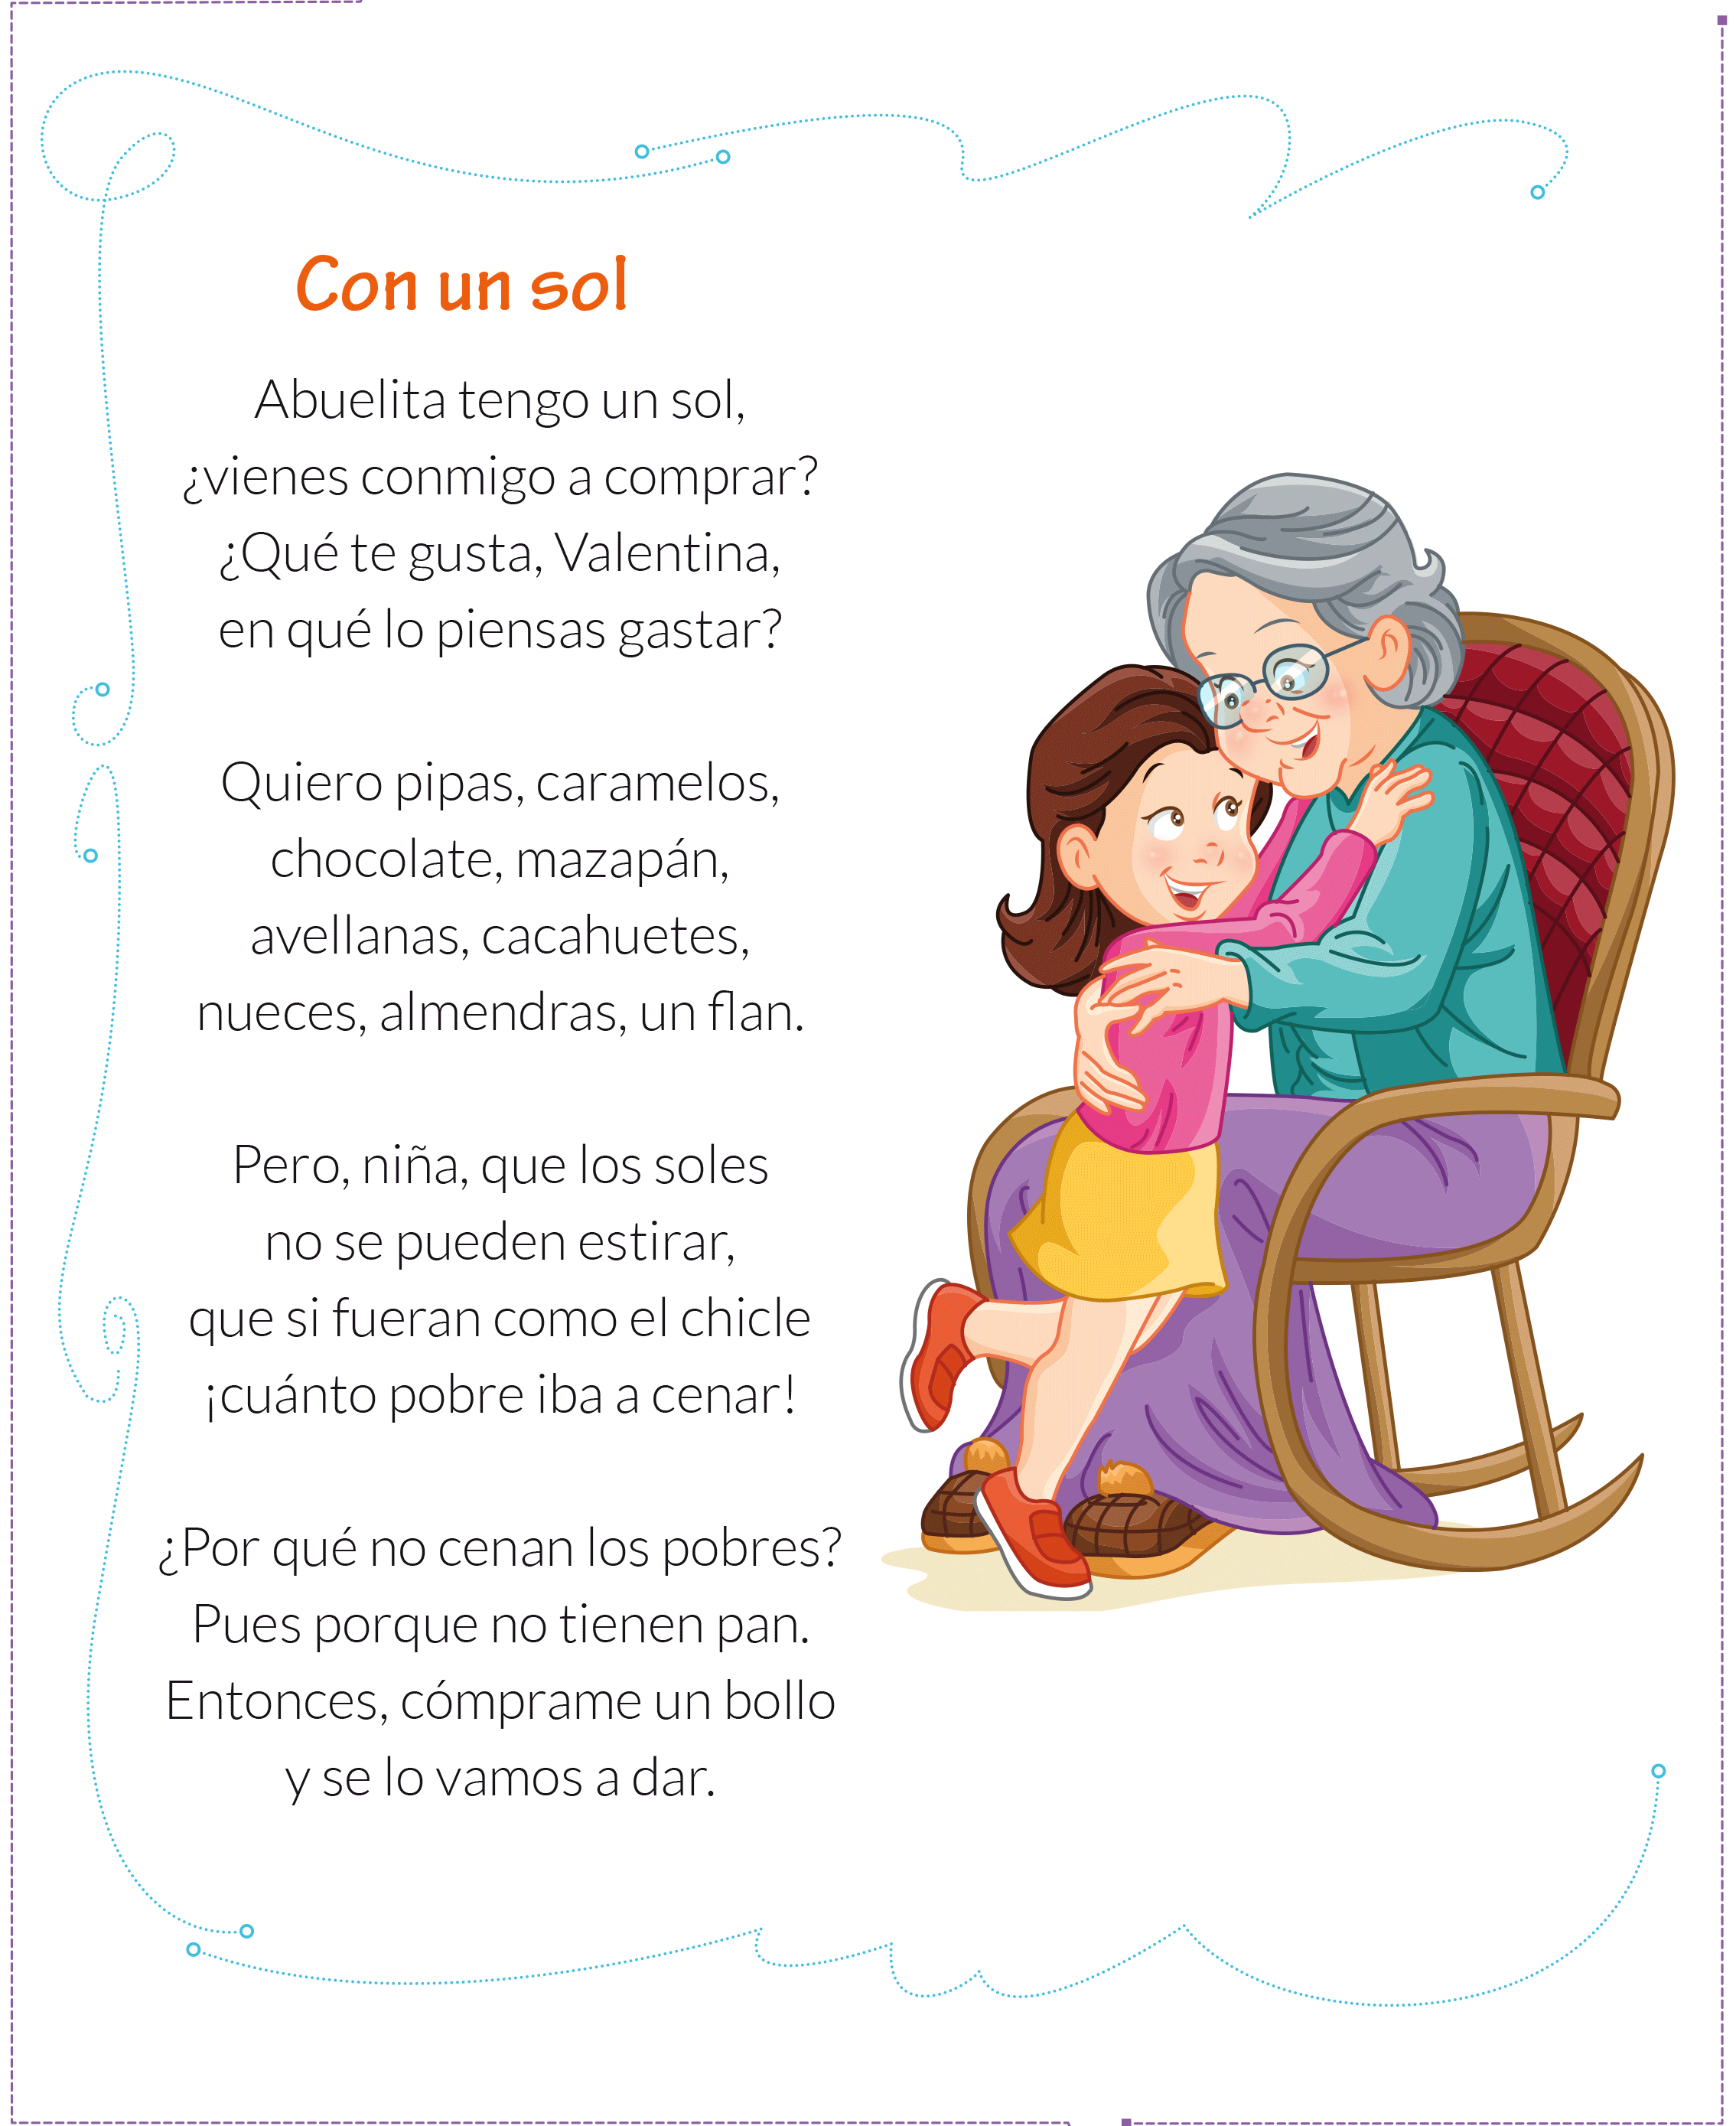 Con un sol
Abuelita tengo un sol,
¿vienes conmigo a comprar?
¿Qué te gusta, Valentina,
en qué lo piensas gastar?
Quiero pipas, caramelos,
chocolate, mazapán,
avellanas, cacahuetes,
nueces, almendras, un flan.
Pero, niña, que los soles
no se pueden estirar,
que si fueran como el chicle
¡cuánto pobre iba a cenar!
¿Por qué no cenan los pobres?
Pues porque no tienen pan.
Entonces, cómprame un bollo
y se lo vamos a dar.